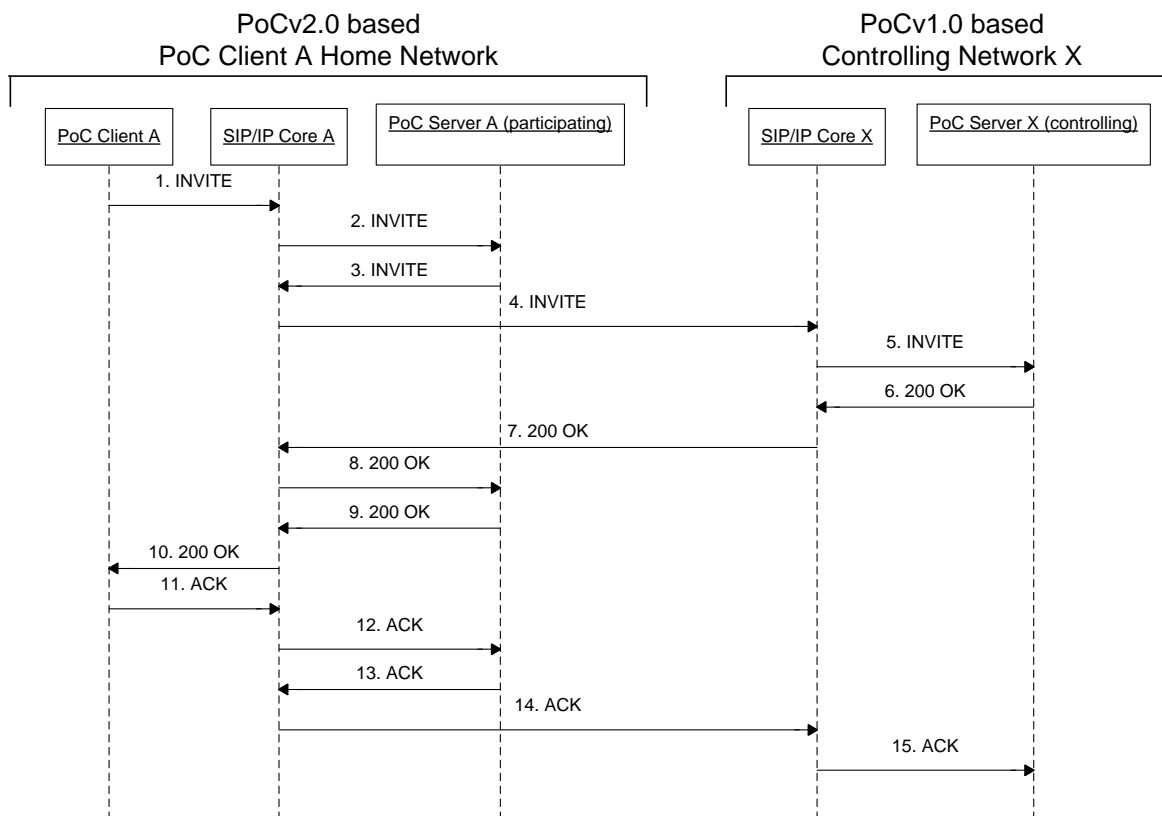 PoCv2.0 based
PoC Client A Home Network
PoCv1.0 based
Controlling Network X
PoC Client A
SIP/IP Core A
PoC Server A (participating)
SIP/IP Core X
PoC Server X (controlling)
1. INVITE
2. INVITE
3. INVITE
4. INVITE
5. INVITE
6. 200 OK
7. 200 OK
8. 200 OK
9. 200 OK
10. 200 OK
11. ACK
12. ACK
13. ACK
14. ACK
15. ACK